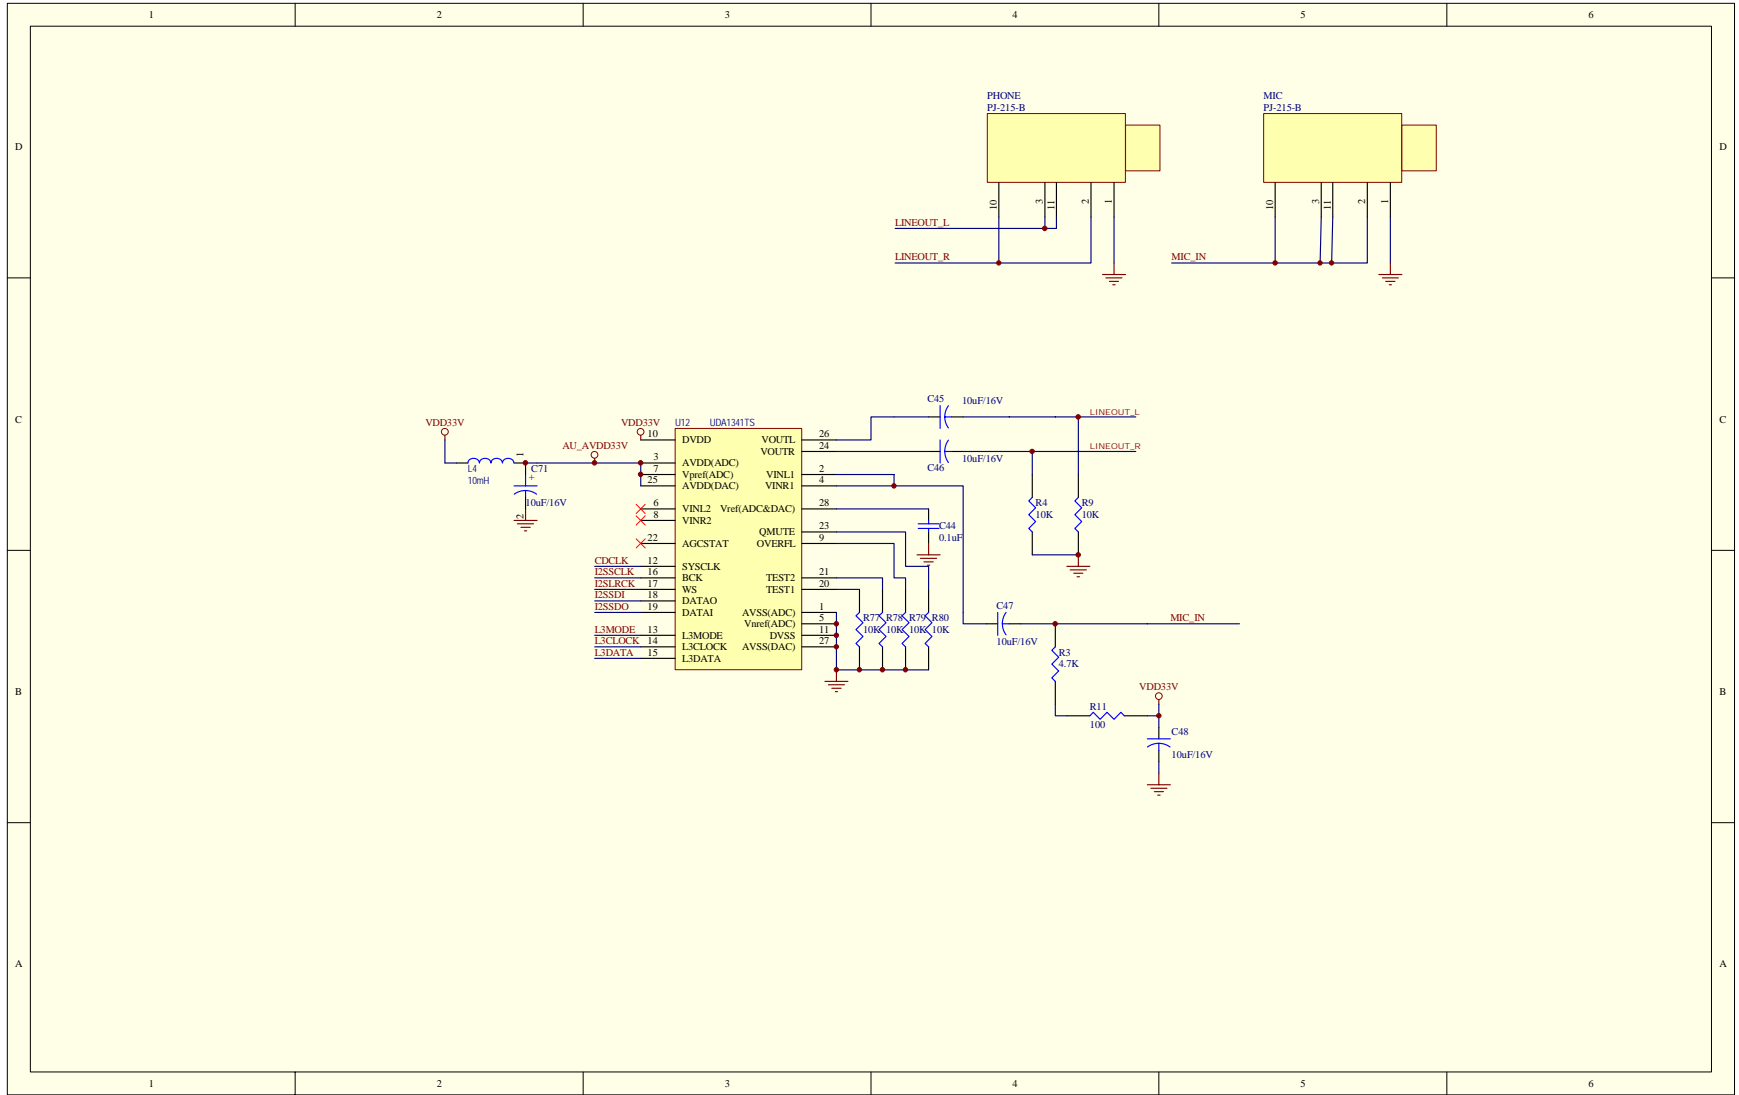 1 2 3 4 5 6
D D
PHONE
PJ-215-B
MIC
PJ-215-B
10 3 11 2 1
10 3 11 2 1
LINEOUT_L
LINEOUT_R
MIC_IN
C C
VDD33V
L4
10mH
1
C71
+
10uF/16V
2
AU_AVDD33V
VDD33V
U12 UDA1341TS
10 DVDD VOUTL 26
VOUTR 24
3 AVDD(ADC)
7 Vpref(ADC) VINL1 2
25 AVDD(DAC) VINR1 4
6 VINL2 Vref(ADC&DAC) 28
8 VINR2
QMUTE 23
22 AGCSTAT OVERFL 9
CDCLK 12 SYSCLK
I2SSCLK 16 BCK TEST2 21
I2SLRCK 17 WS TEST1 20
I2SSDI 18 DATAO
I2SSDO 19 DATAI AVSS(ADC) 1
Vnref(ADC) 5
L3MODE 13 L3MODE DVSS 11
L3CLOCK 14 L3CLOCK AVSS(DAC) 27
L3DATA 15 L3DATA
C45 10uF/16V
LINEOUT_L
C46 10uF/16V
LINEOUT_R
R4
10K
R9
10K
C44
0.1uF
R77
10K
R78
10K
R79
10K
R80
10K
C47
10uF/16V
MIC_IN
R3
4.7K
R11
100
VDD33V
C48
10uF/16V
B B
A A
1 2 3 4 5 6